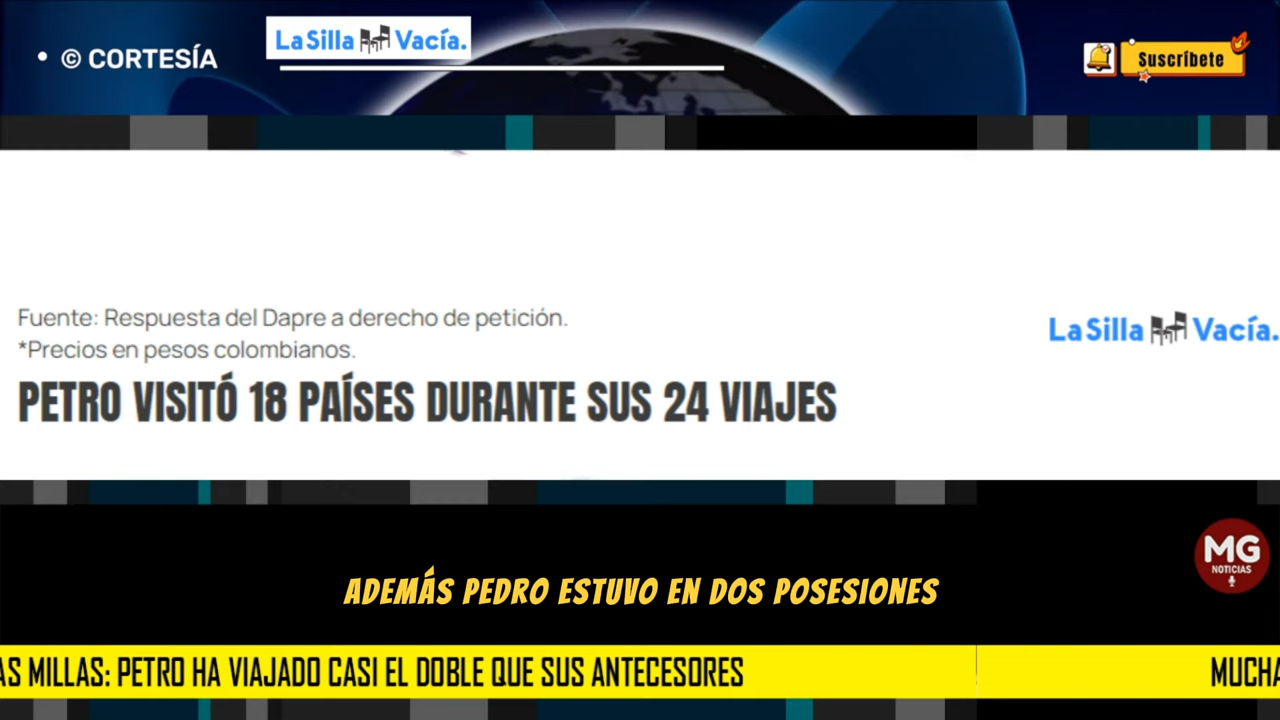 • © CORTESÍA
La Silla Vacía.
Suscríbete
Fuente: Respuesta del Dapre a derecho de petición.
*Precios en pesos colombianos.
La Silla Vacía.
PETRO VISITÓ 18 PAÍSES DURANTE SUS 24 VIAJES
MG
NOTICIAS
ADEMÁS PEDRO ESTUVO EN DOS POSESIONES
AS MILLAS: PETRO HA VIAJADO CASI EL DOBLE QUE SUS ANTECESORES MUCHA